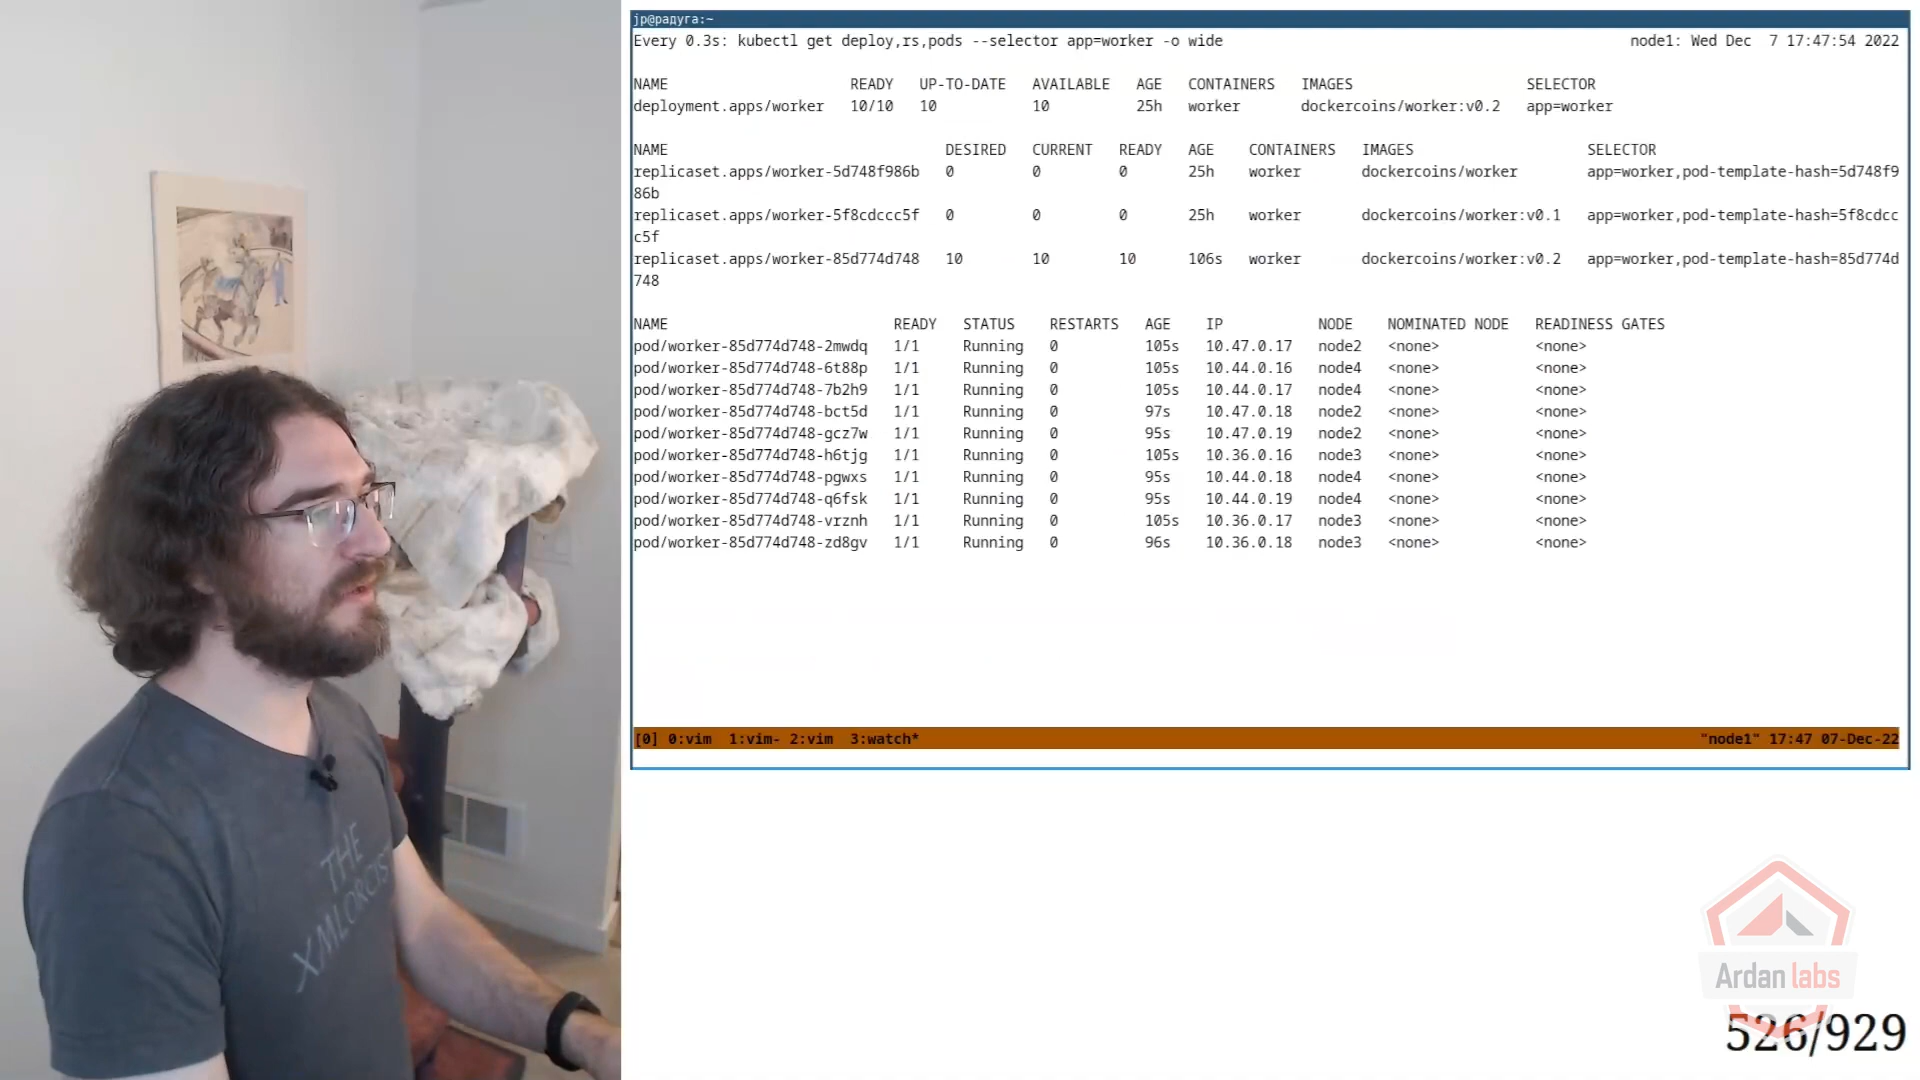 jp@радуга:~
Every 0.3s: kubectl get deploy,rs,pods --selector app=worker -o wide node1: Wed Dec 7 17:47:54 2022
NAME READY UP-TO-DATE AVAILABLE AGE CONTAINERS IMAGES SELECTOR
deployment.apps/worker 10/10 10 10 25h worker dockercoins/worker:v0.2 app=worker
NAME DESIRED CURRENT READY AGE CONTAINERS IMAGES SELECTOR
replicaset.apps/worker-5d748f986b 0 0 0 25h worker dockercoins/worker app=worker,pod-template-hash=5d748f9
86b
replicaset.apps/worker-5f8cdccc5f 0 0 0 25h worker dockercoins/worker:v0.1 app=worker,pod-template-hash=5f8cdcc
c5f
replicaset.apps/worker-85d774d748 10 10 10 106s worker dockercoins/worker:v0.2 app=worker,pod-template-hash=85d774d
748
NAME READY STATUS RESTARTS AGE IP NODE NOMINATED NODE READINESS GATES
pod/worker-85d774d748-2mwdq 1/1 Running 0 105s 10.47.0.17 node2 <none> <none>
pod/worker-85d774d748-6t88p 1/1 Running 0 105s 10.44.0.16 node4 <none> <none>
pod/worker-85d774d748-7b2h9 1/1 Running 0 105s 10.44.0.17 node4 <none> <none>
pod/worker-85d774d748-bct5d 1/1 Running 0 97s 10.47.0.18 node2 <none> <none>
pod/worker-85d774d748-gcz7w 1/1 Running 0 95s 10.47.0.19 node2 <none> <none>
pod/worker-85d774d748-h6tjg 1/1 Running 0 105s 10.36.0.16 node3 <none> <none>
pod/worker-85d774d748-pgwxs 1/1 Running 0 95s 10.44.0.18 node4 <none> <none>
pod/worker-85d774d748-q6fsk 1/1 Running 0 95s 10.44.0.19 node4 <none> <none>
pod/worker-85d774d748-vrznh 1/1 Running 0 105s 10.36.0.17 node3 <none> <none>
pod/worker-85d774d748-zd8gv 1/1 Running 0 96s 10.36.0.18 node3 <none> <none>
[0] 0:vim 1:vim- 2:vim 3:watch* "node1" 17:47 07-Dec-22
THE
XMLORCIST
Ardan labs
526/929